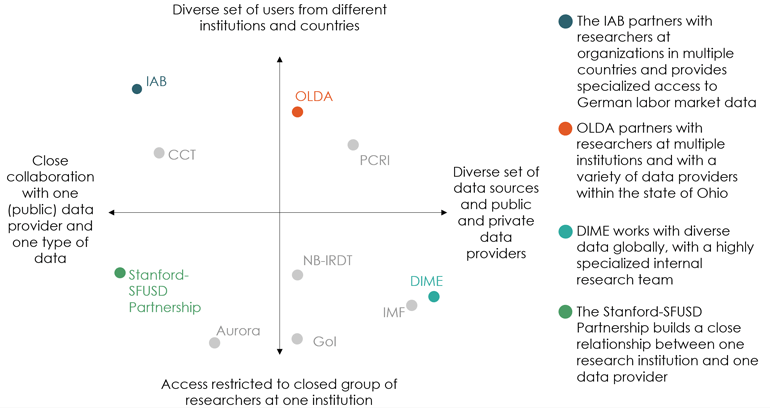 Diverse set of users from different
institutions and countries
IAB
OLDA
CCT
PCRI
Close
collaboration
with one
(public) data
provider and
one type of
data
Diverse set of
data sources
and public
and private
data
providers
Stanford-
SFUSD
Partnership
NB-IRDT
DIME
IMF
Aurora
GoI
Access restricted to closed group of
researchers at one institution
The IAB partners with
researchers at
organizations in multiple
countries and provides
specialized access to
German labor market data
OLDA partners with
researchers at multiple
institutions and with a
variety of data providers
within the state of Ohio
DIME works with diverse
data globally, with a highly
specialized internal
research team
The Stanford-SFUSD
Partnership builds a close
relationship between one
research institution and one
data provider